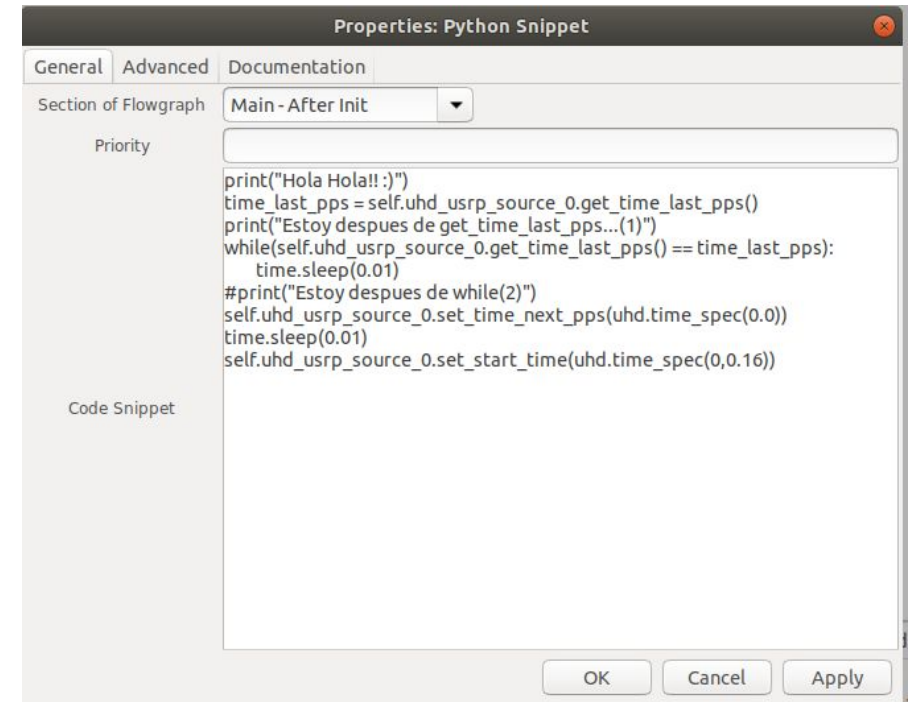 Properties: Python Snippet
General Advanced Documentation
Section of Flowgraph Main - After Init
Priority
print("Hola Hola!! :)")
time_last_pps = self.uhd_usrp_source_0.get_time_last_pps()
print("Estoy despues de get_time_last_pps...(1)")
while(self.uhd_usrp_source_0.get_time_last_pps() == time_last_pps):
time.sleep(0.01)
#print("Estoy despues de while(2)")
self.uhd_usrp_source_0.set_time_next_pps(uhd.time_spec(0.0))
time.sleep(0.01)
self.uhd_usrp_source_0.set_start_time(uhd.time_spec(0,0.16))
Code Snippet
OK Cancel Apply